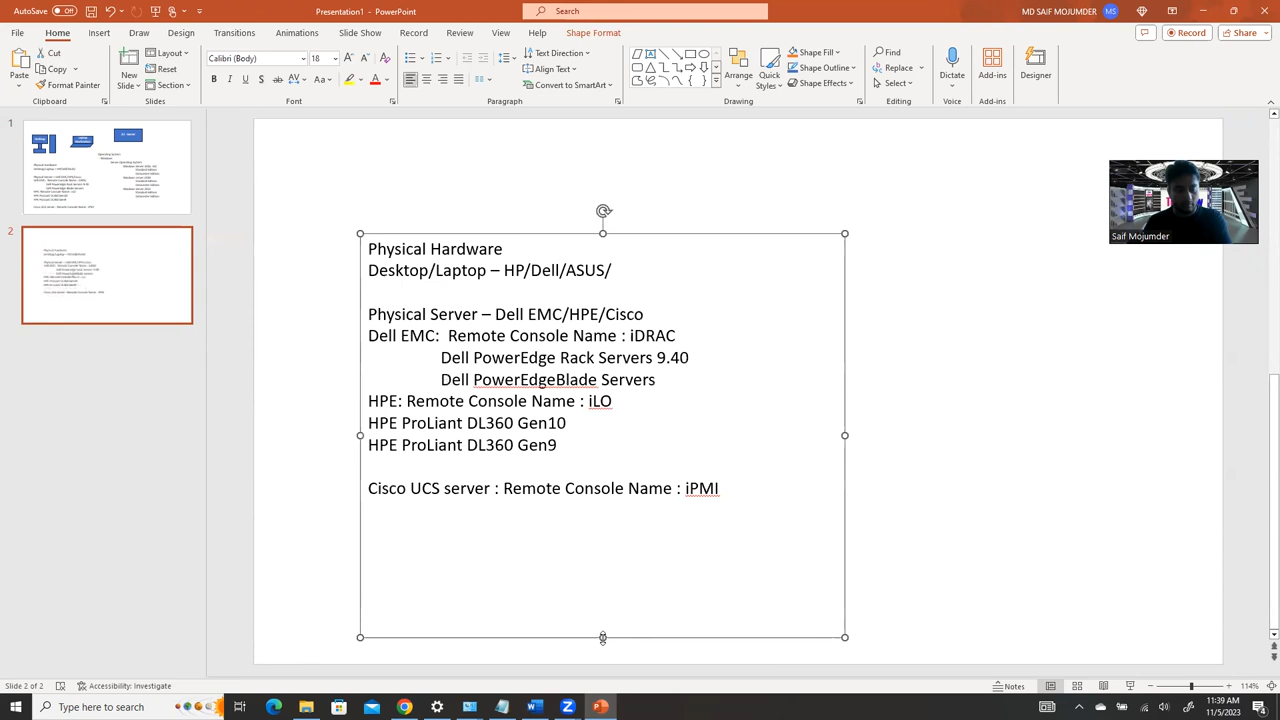 AutoSave Off
Presentation1 - PowerPoint
Search
MD SAIF MOJUMDER
MS
File Home Insert Draw Design Transitions Animations Slide Show Record Review View Help Shape Format
Record
Share
Paste
Cut
Copy
Format Painter
Clipboard
New Slide
Layout
Reset
Section
Slides
Calibri (Body) 18
Font
Text Direction
Align Text
Convert to SmartArt
Paragraph
Arrange
Quick Styles
Shape Fill
Shape Outline
Shape Effects
Drawing
Find
Replace
Select
Editing
Dictate
Voice
Add-ins
Add-ins
Designer
1
2
Physical Hardware
Desktop/Laptop – HP/Dell/ASUS/
Physical Server – Dell EMC/HPE/Cisco
Dell EMC: Remote Console Name : iDRAC
Dell PowerEdge Rack Servers 9.40
Dell PowerEdgeBlade Servers
HPE: Remote Console Name : iLO
HPE ProLiant DL360 Gen10
HPE ProLiant DL360 Gen9
Cisco UCS server : Remote Console Name : iPMI
Saif Mojumder
Slide 2 of 2
Accessibility: Investigate
Notes
114%
Type here to search
11:39 AM
11/5/2023